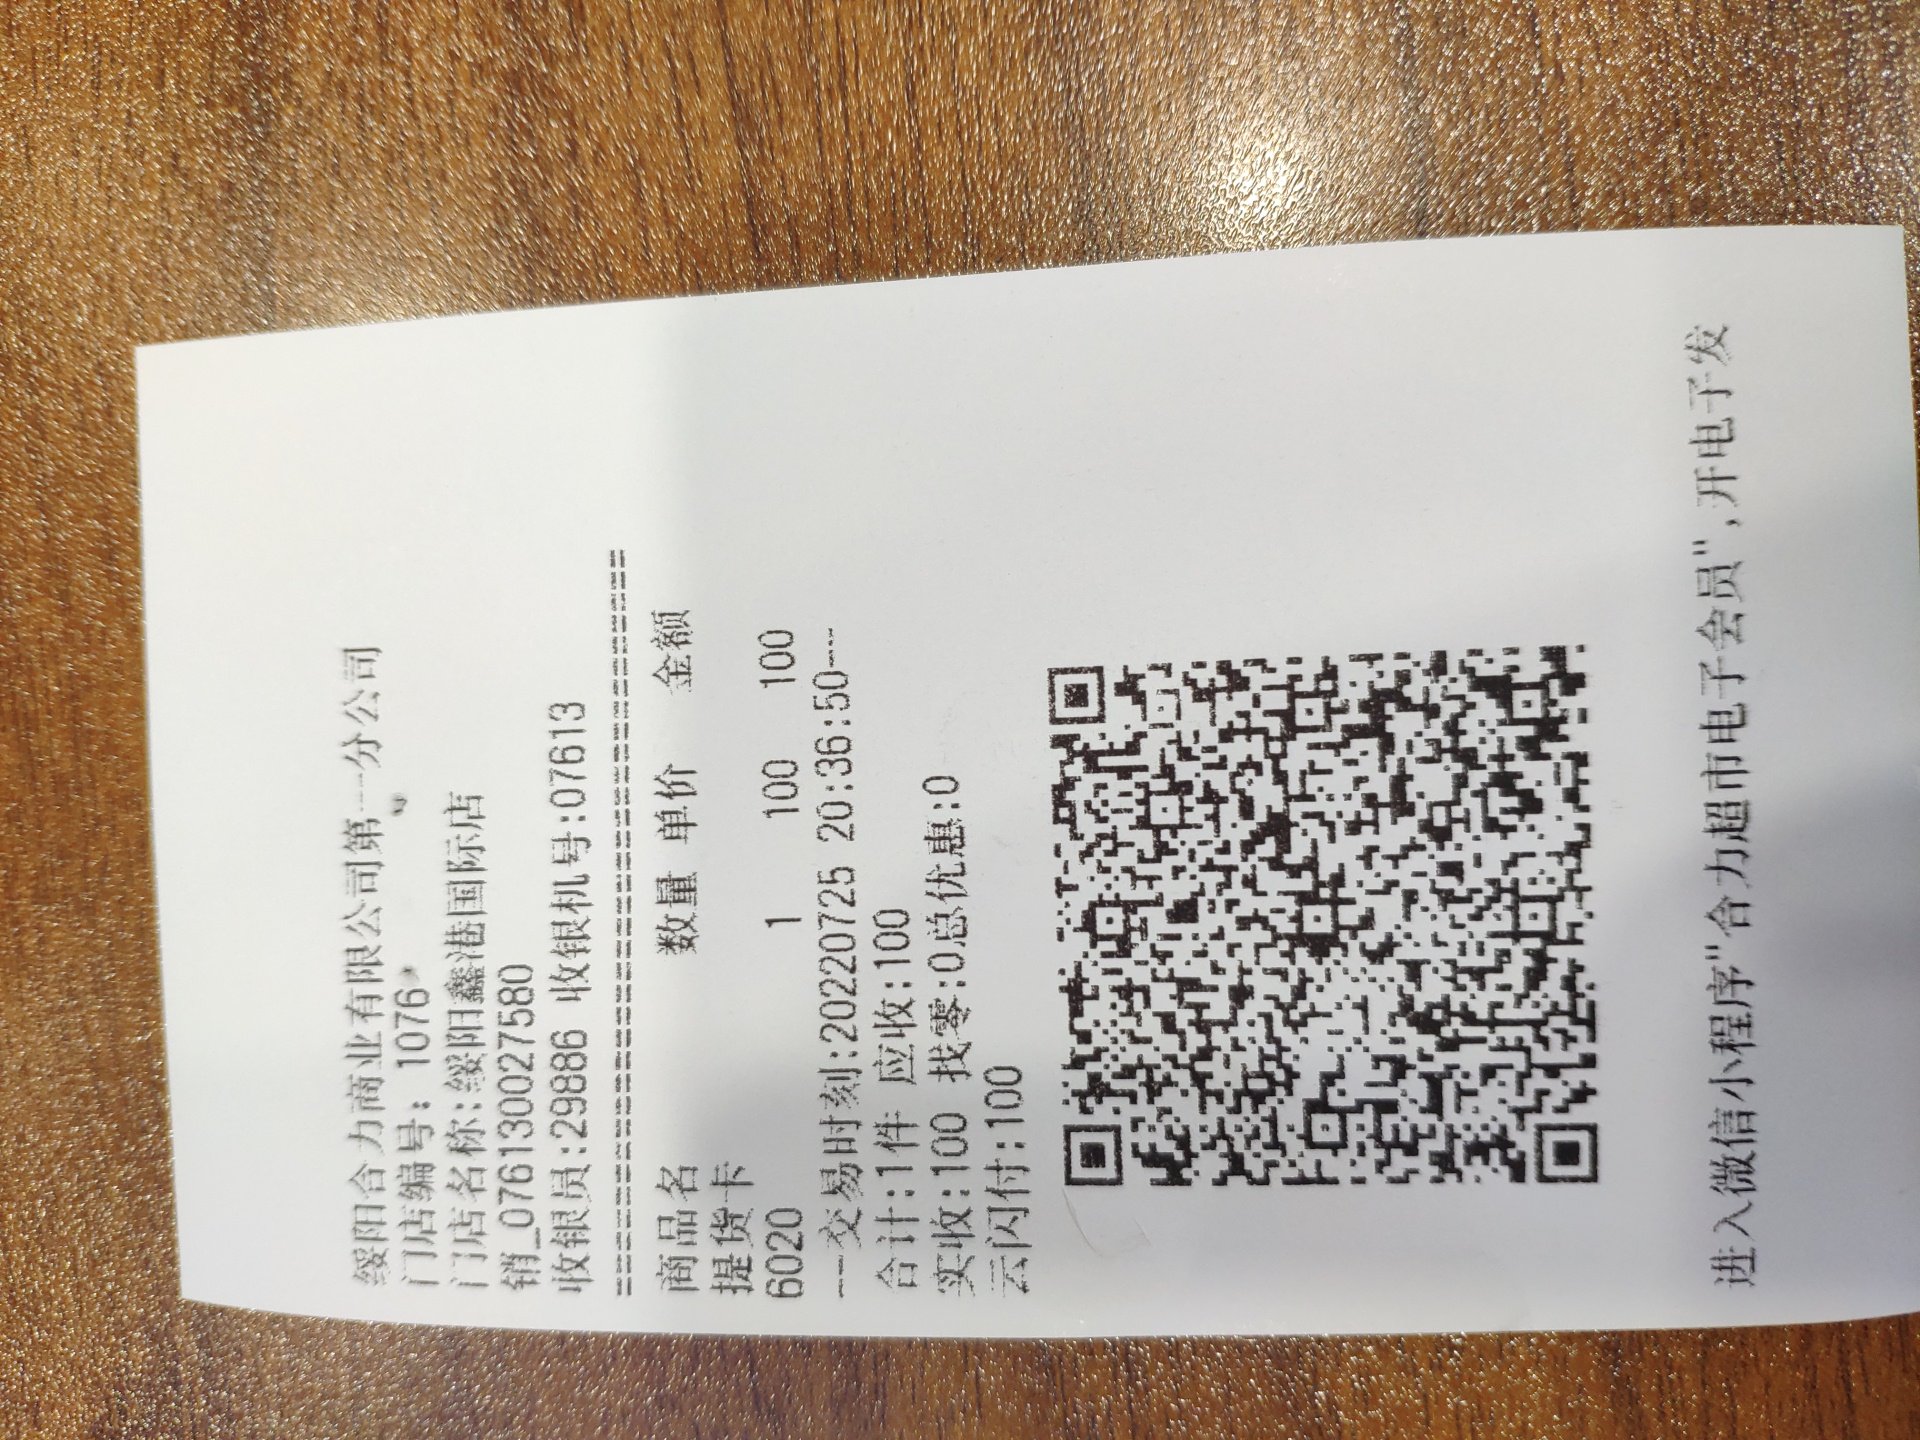 绥阳合力商业有限公司第一分公司
门店编号: 1076
门店名称:绥阳鑫港国际店
销_0761300275​80
收银员:29886 收银机号:07613
================================
商品名 数量 单价 金额
提货卡
6020 1 100 100
---交易时刻:20220725 20:36:50---
合计:1件 应收:100
实收:100 找零:0总优惠:0
云闪付:100
进入微信小程序"合力超市电子会员",开电子发